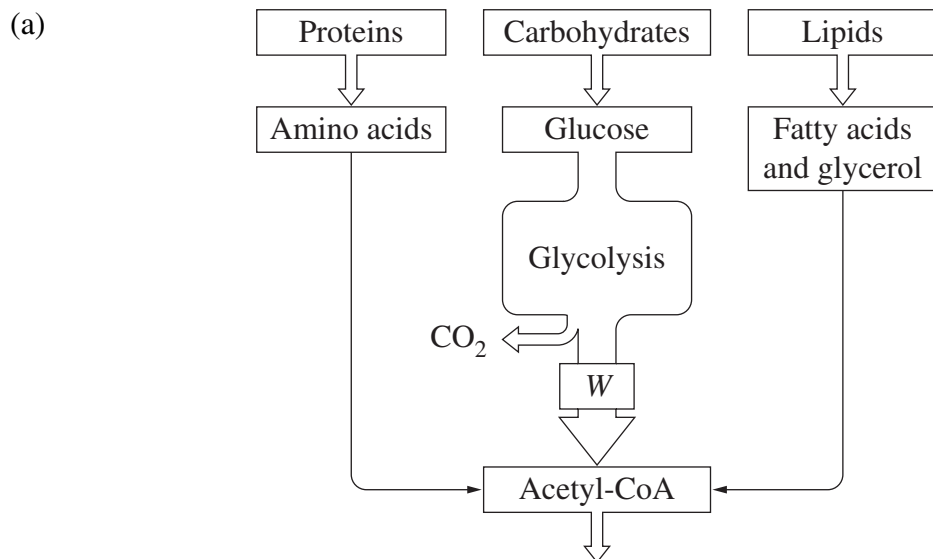 (a)
Proteins
Carbohydrates
Lipids
Amino acids
Glucose
Fatty acids
and glycerol
Glycolysis
CO₂
W
Acetyl-CoA